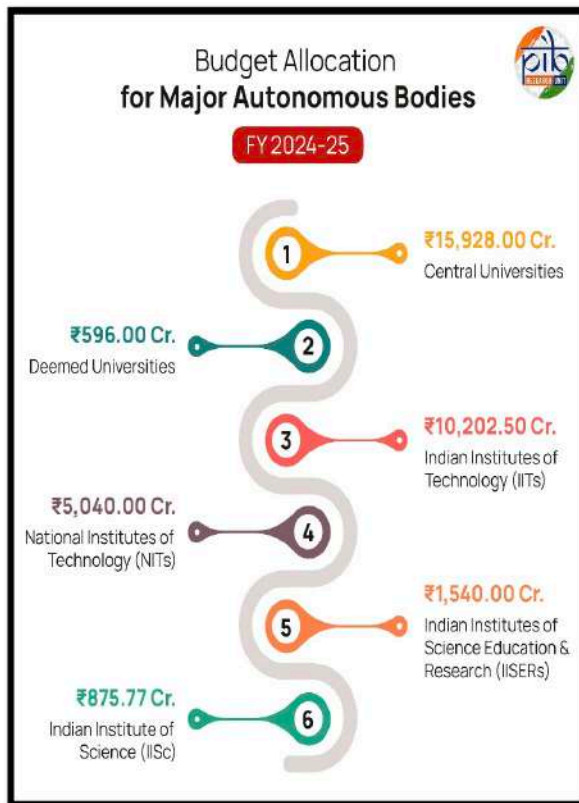 Budget Allocation
for Major Autonomous Bodies
pib
RESEARCH UNIT
FY 2024-25
1
₹15,928.00 Cr.
Central Universities
₹596.00 Cr.
Deemed Universities
2
3
₹10,202.50 Cr.
Indian Institutes of
Technology (IITs)
₹5,040.00 Cr.
National Institutes of
Technology (NITs)
4
5
₹1,540.00 Cr.
Indian Institutes of
Science Education &
Research (IISERs)
₹875.77 Cr.
Indian Institute of
Science (IISc)
6